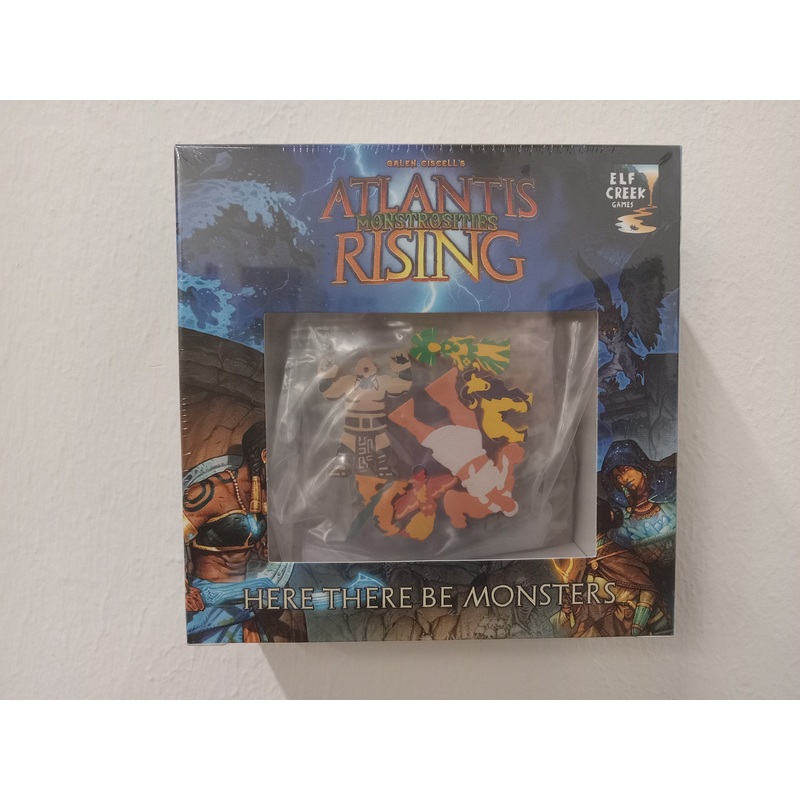 GALEN CISCELL'S
ATLANTIS
MONSTROSITIES
RISING
ELF
CREEK
GAMES
HERE THERE BE MONSTERS